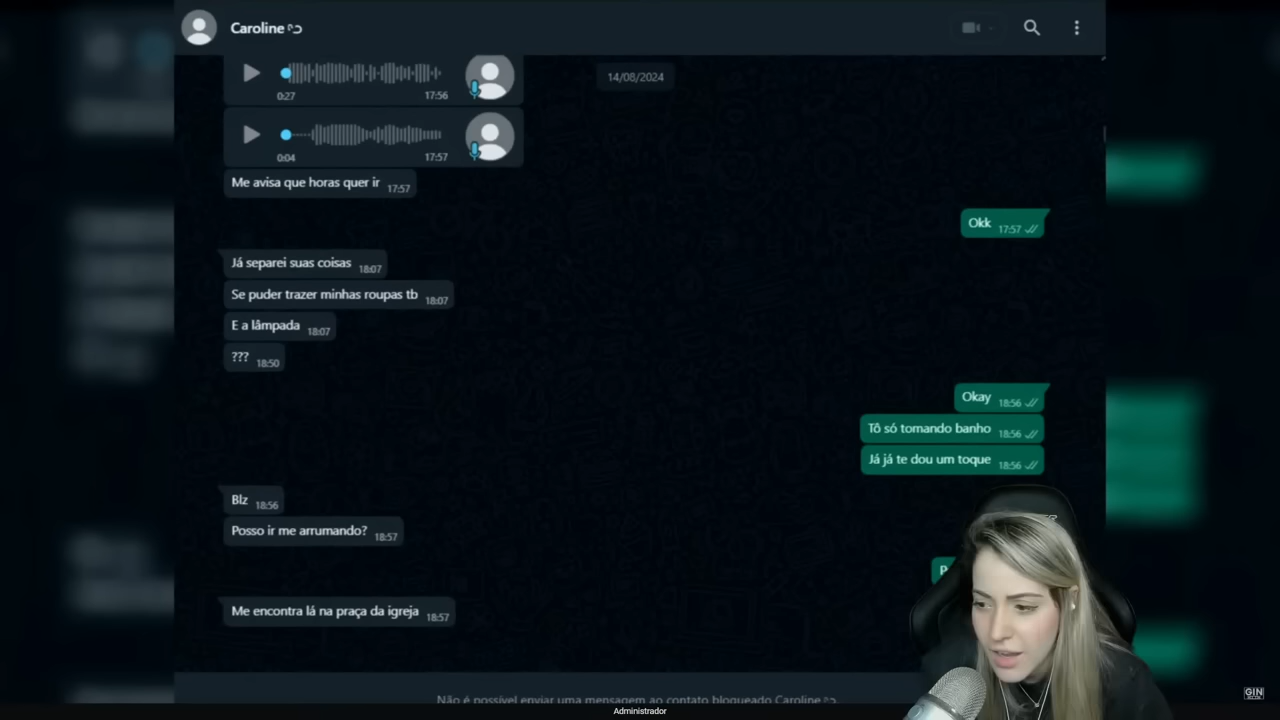 Caroline
0:27 17:56
14/08/2024
0:04 17:57
Me avisa que horas quer ir 17:57
Okk 17:57
Já separei suas coisas 18:07
Se puder trazer minhas roupas tb 18:07
E a lâmpada 18:07
??? 18:50
Okay 18:56
Tô só tomando banho 18:56
Já já te dou um toque 18:56
Blz 18:56
Posso ir me arrumando? 18:57
Me encontra lá na praça da igreja 18:57
Não é possível enviar uma mensagem ao contato bloqueado Caroline
Administrador
GIN